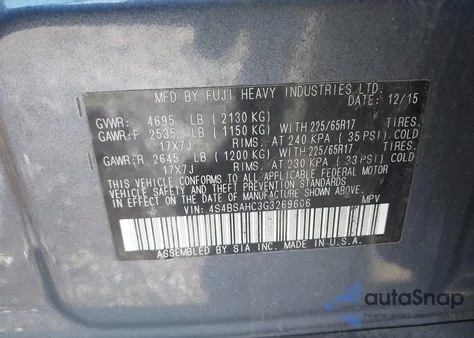 MFD BY FUJI HEAVY INDUSTRIES LTD.
DATE: 12/15
GVWR: 4695 LB (2130 KG)
GAWR:F 2535 LB (1150 KG) WITH 225/65R17 TIRES.
17X7J RIMS. AT 240 KPA (35 PSI) COLD
GAWR:R 2645 LB (1200 KG) WITH 225/65R17 TIRES.
17X7J RIMS. AT 230 KPA (33 PSI) COLD
THIS VEHICLE CONFORMS TO ALL APPLICABLE FEDERAL MOTOR
VEHICLE SAFETY AND THEFT PREVENTION STANDARDS
IN EFFECT ON THE DATE OF MANUFACTURE SHOWN ABOVE.
VIN: 4S4BSAHC3G3269606 MPV
ASSEMBLED BY SIA INC. MADE IN U.S.A.
autoSnap